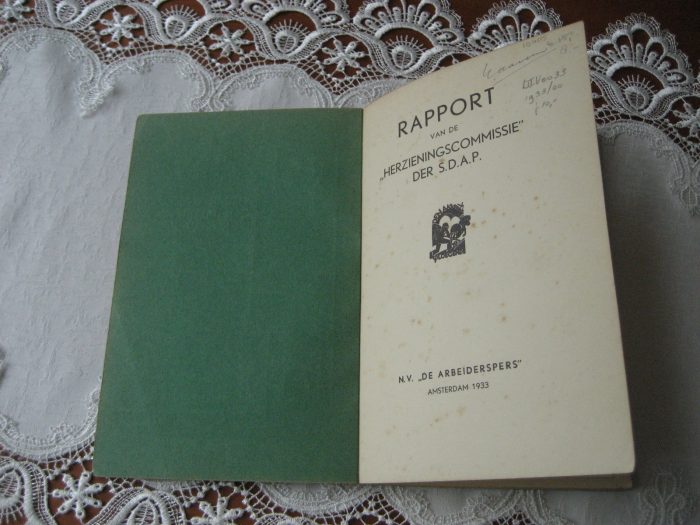 RAPPORT
VAN DE
„HERZIENINGSCOMMISSIE"
DER S.D.A.P.
N.V. „DE ARBEIDERSPERS"
AMSTERDAM 1933